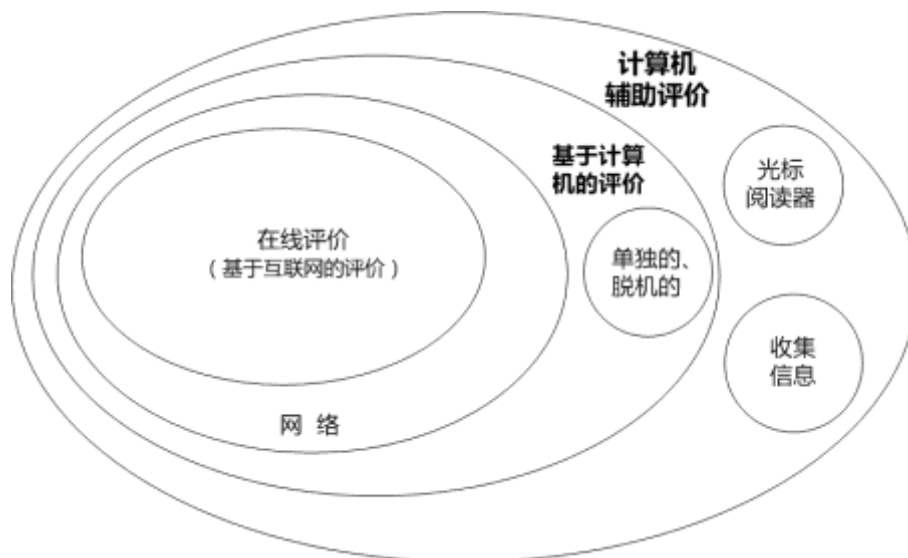 计算机
辅助评价
基于计算
机的评价
光标
阅读器
在线评价
（基于互联网的评价）
单独的、
脱机的
收集
信息
网 络